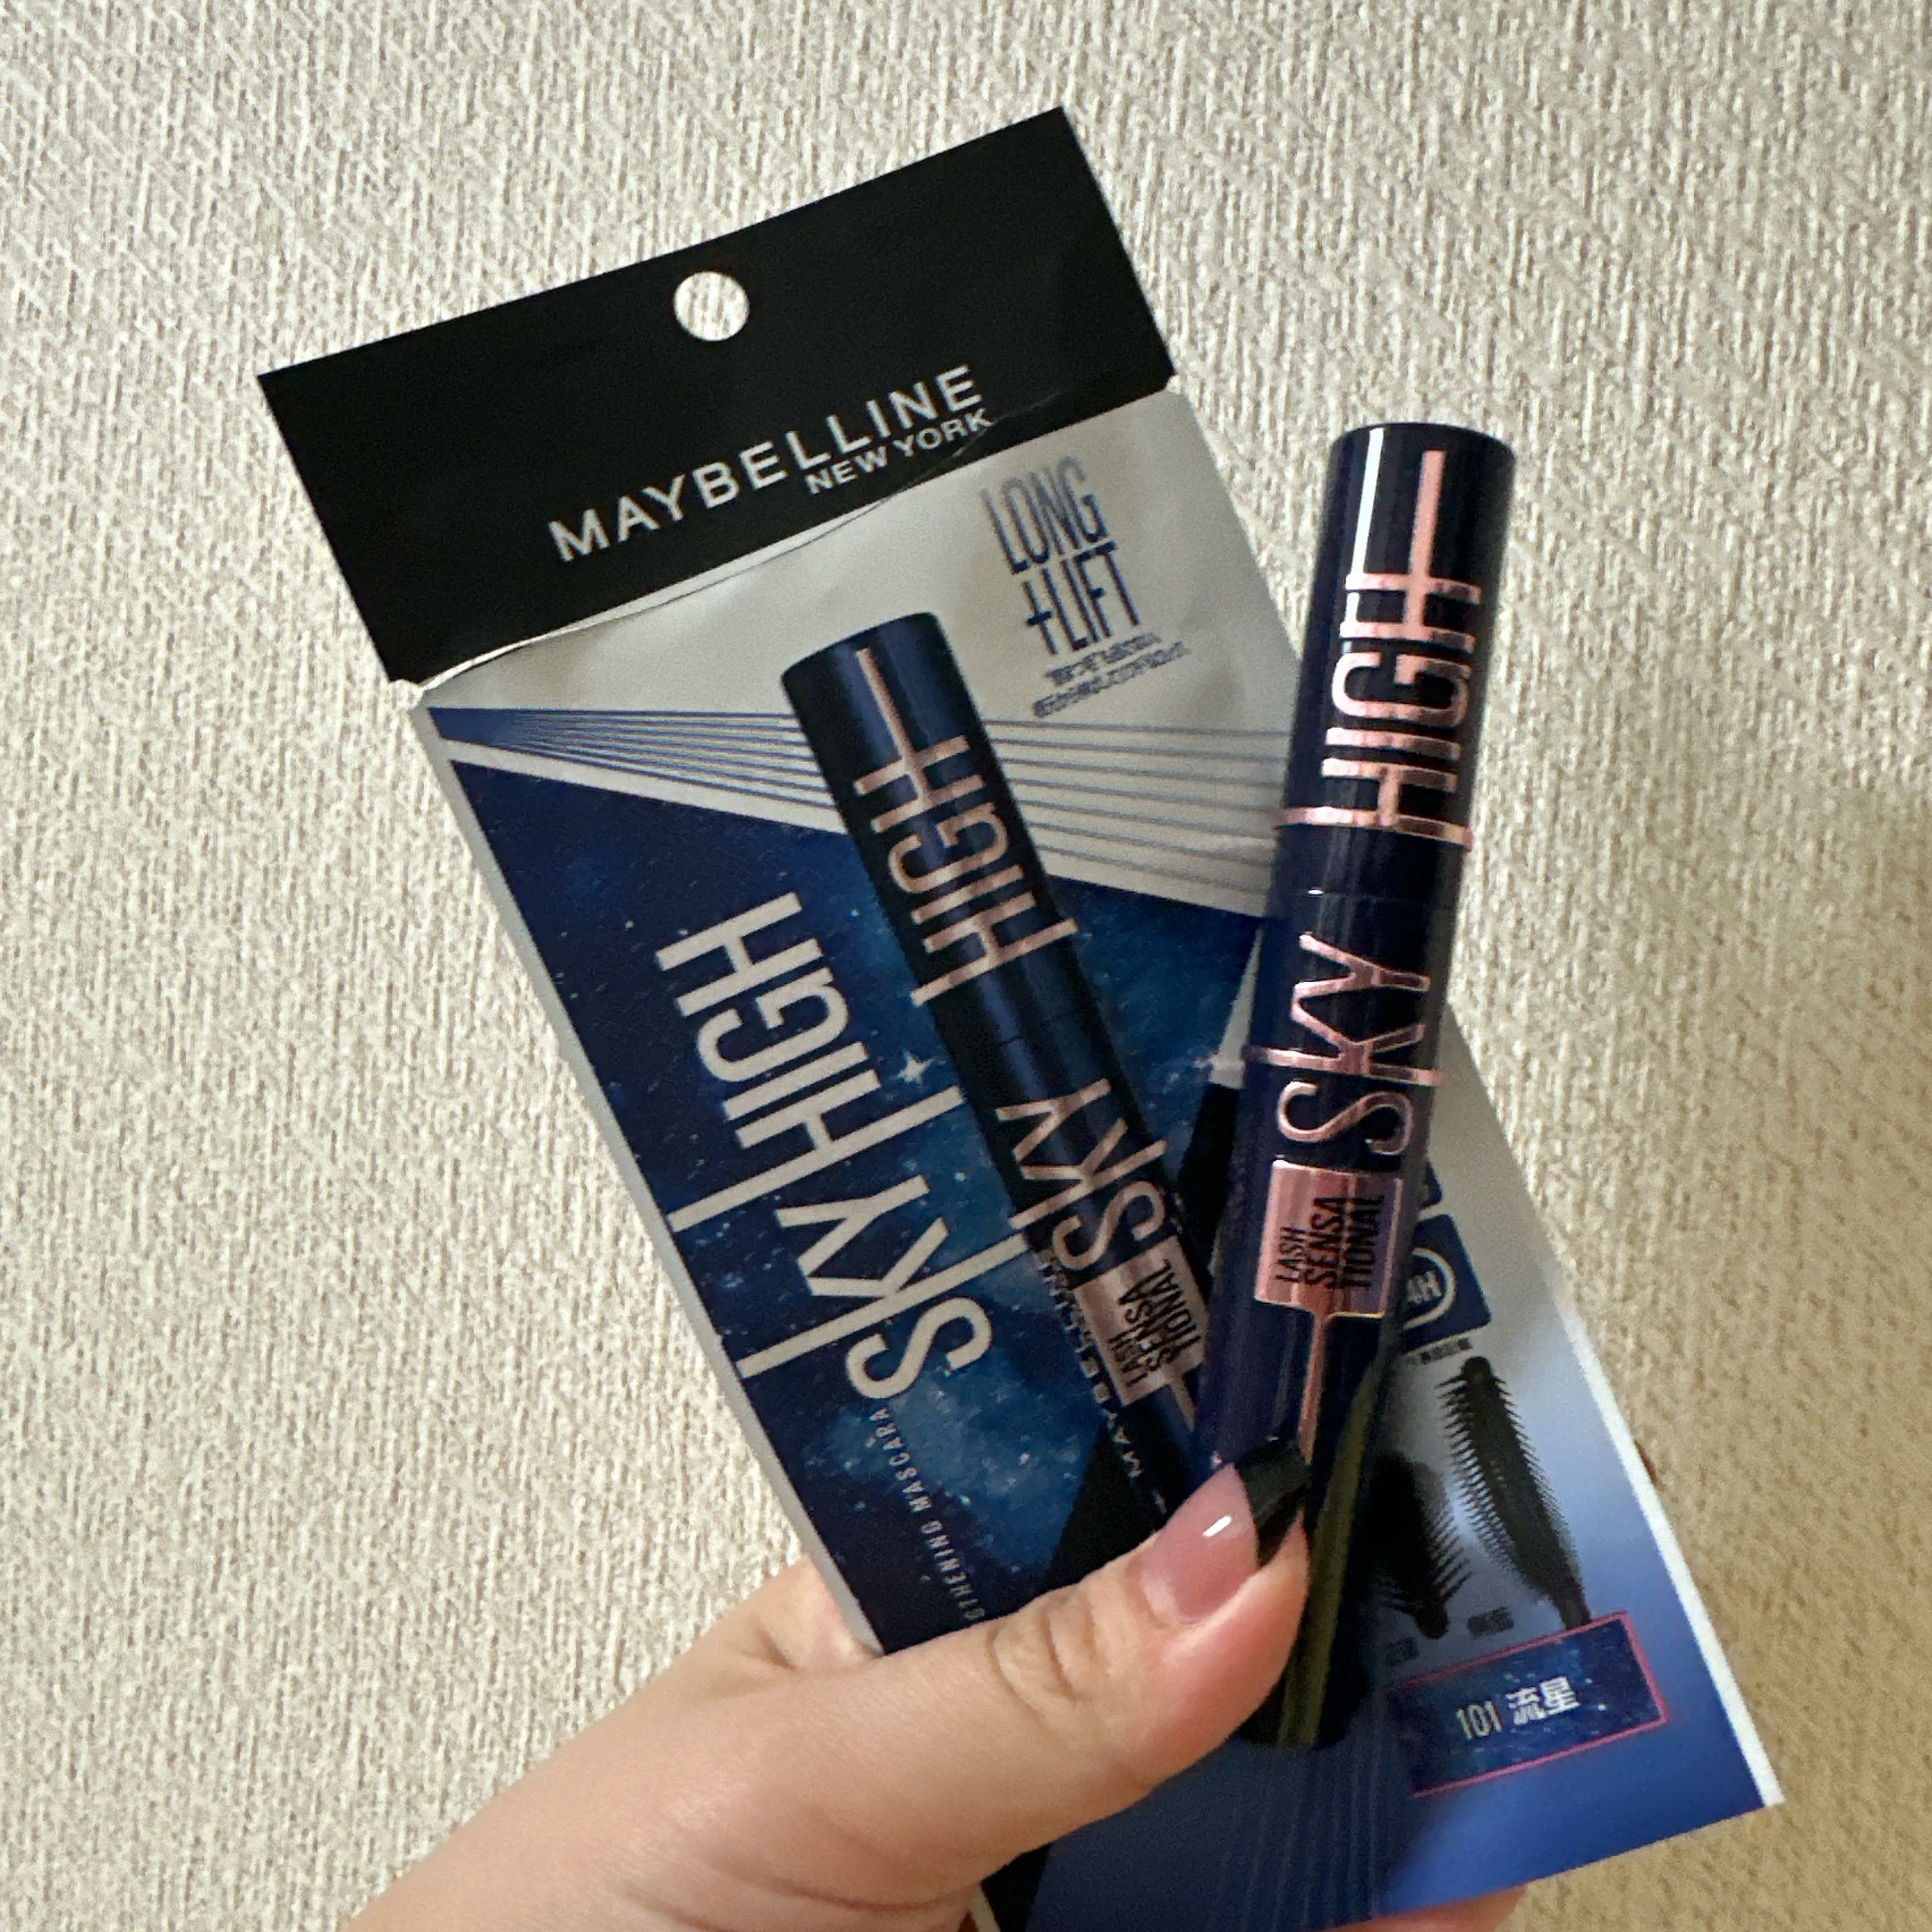 MAYBELLINE
NEW YORK
LONG
+LIFT
SKY HIGH
SKY HIGH
LASH
SENSA
TIONAL
SKY HIGH
LASH
SENSA
TIONAL
MASCARA
101 流星